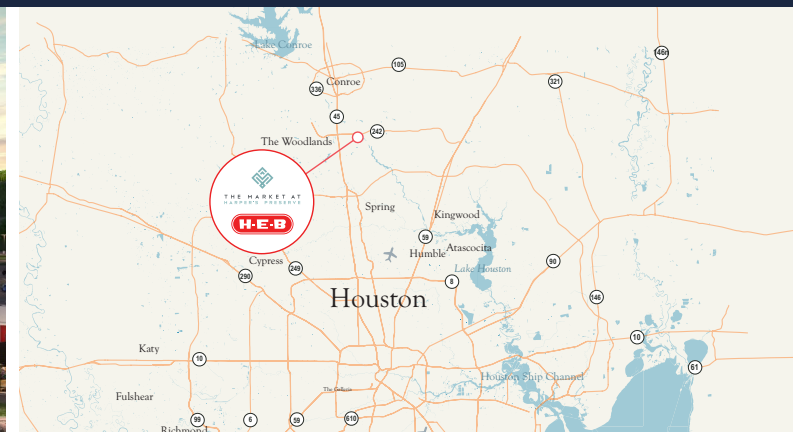 Lake Conroe
146n
105
321
Conroe
336
45
242
The Woodlands
THE MARKET AT
HARPER'S PRESERVE
H-E-B
Spring
Kingwood
59
Atascocita
Humble
Cypress
249
290
Lake Houston
90
8
Houston
146
10
Katy
10
61
Houston Ship Channel
The Galleria
Fulshear
99
6
59
610
Richmond